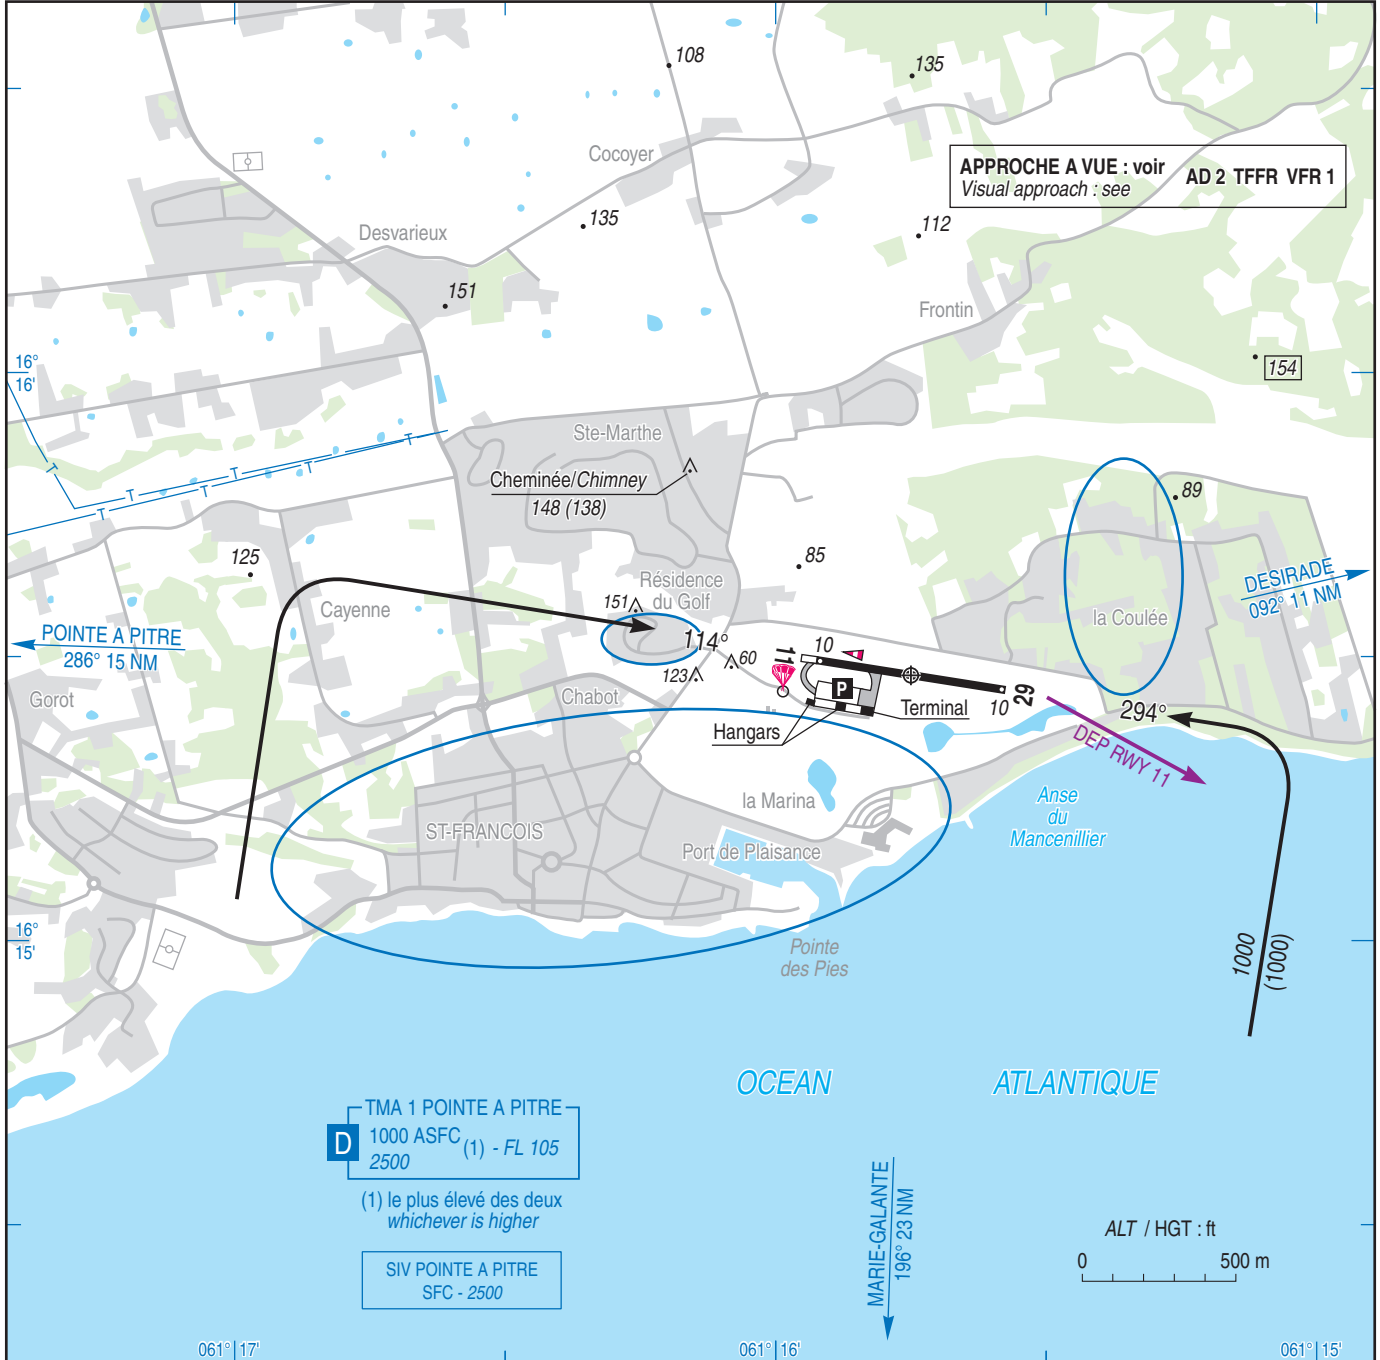 108
135
Cocoyer
APPROCHE A VUE : voir
Visual approach : see
AD 2 TFFR VFR 1
135
112
Desvarieux
151
Frontin
16°
16'
154
Ste-Marthe
Cheminée/Chimney
148 (138)
T
T
T
T
T
T
T
89
125
85
Résidence
du Golf
DESIRADE
092° 11 NM
Cayenne
151
la Coulée
POINTE A PITRE
286° 15 NM
114°
60
11
10
123
P
Gorot
Chabot
Terminal
10
29
294°
Hangars
DEP RWY 11
la Marina
Anse
du
Mancenillier
ST-FRANCOIS
Port de Plaisance
16°
15'
Pointe
des Pies
1000
(1000)
OCEAN ATLANTIQUE
TMA 1 POINTE A PITRE
D
1000 ASFC
2500
(1) - FL 105
(1) le plus élevé des deux
whichever is higher
SIV POINTE A PITRE
SFC - 2500
MARIE-GALANTE
196° 23 NM
ALT / HGT : ft
0 500 m
061° 17'
061° 16'
061° 15'